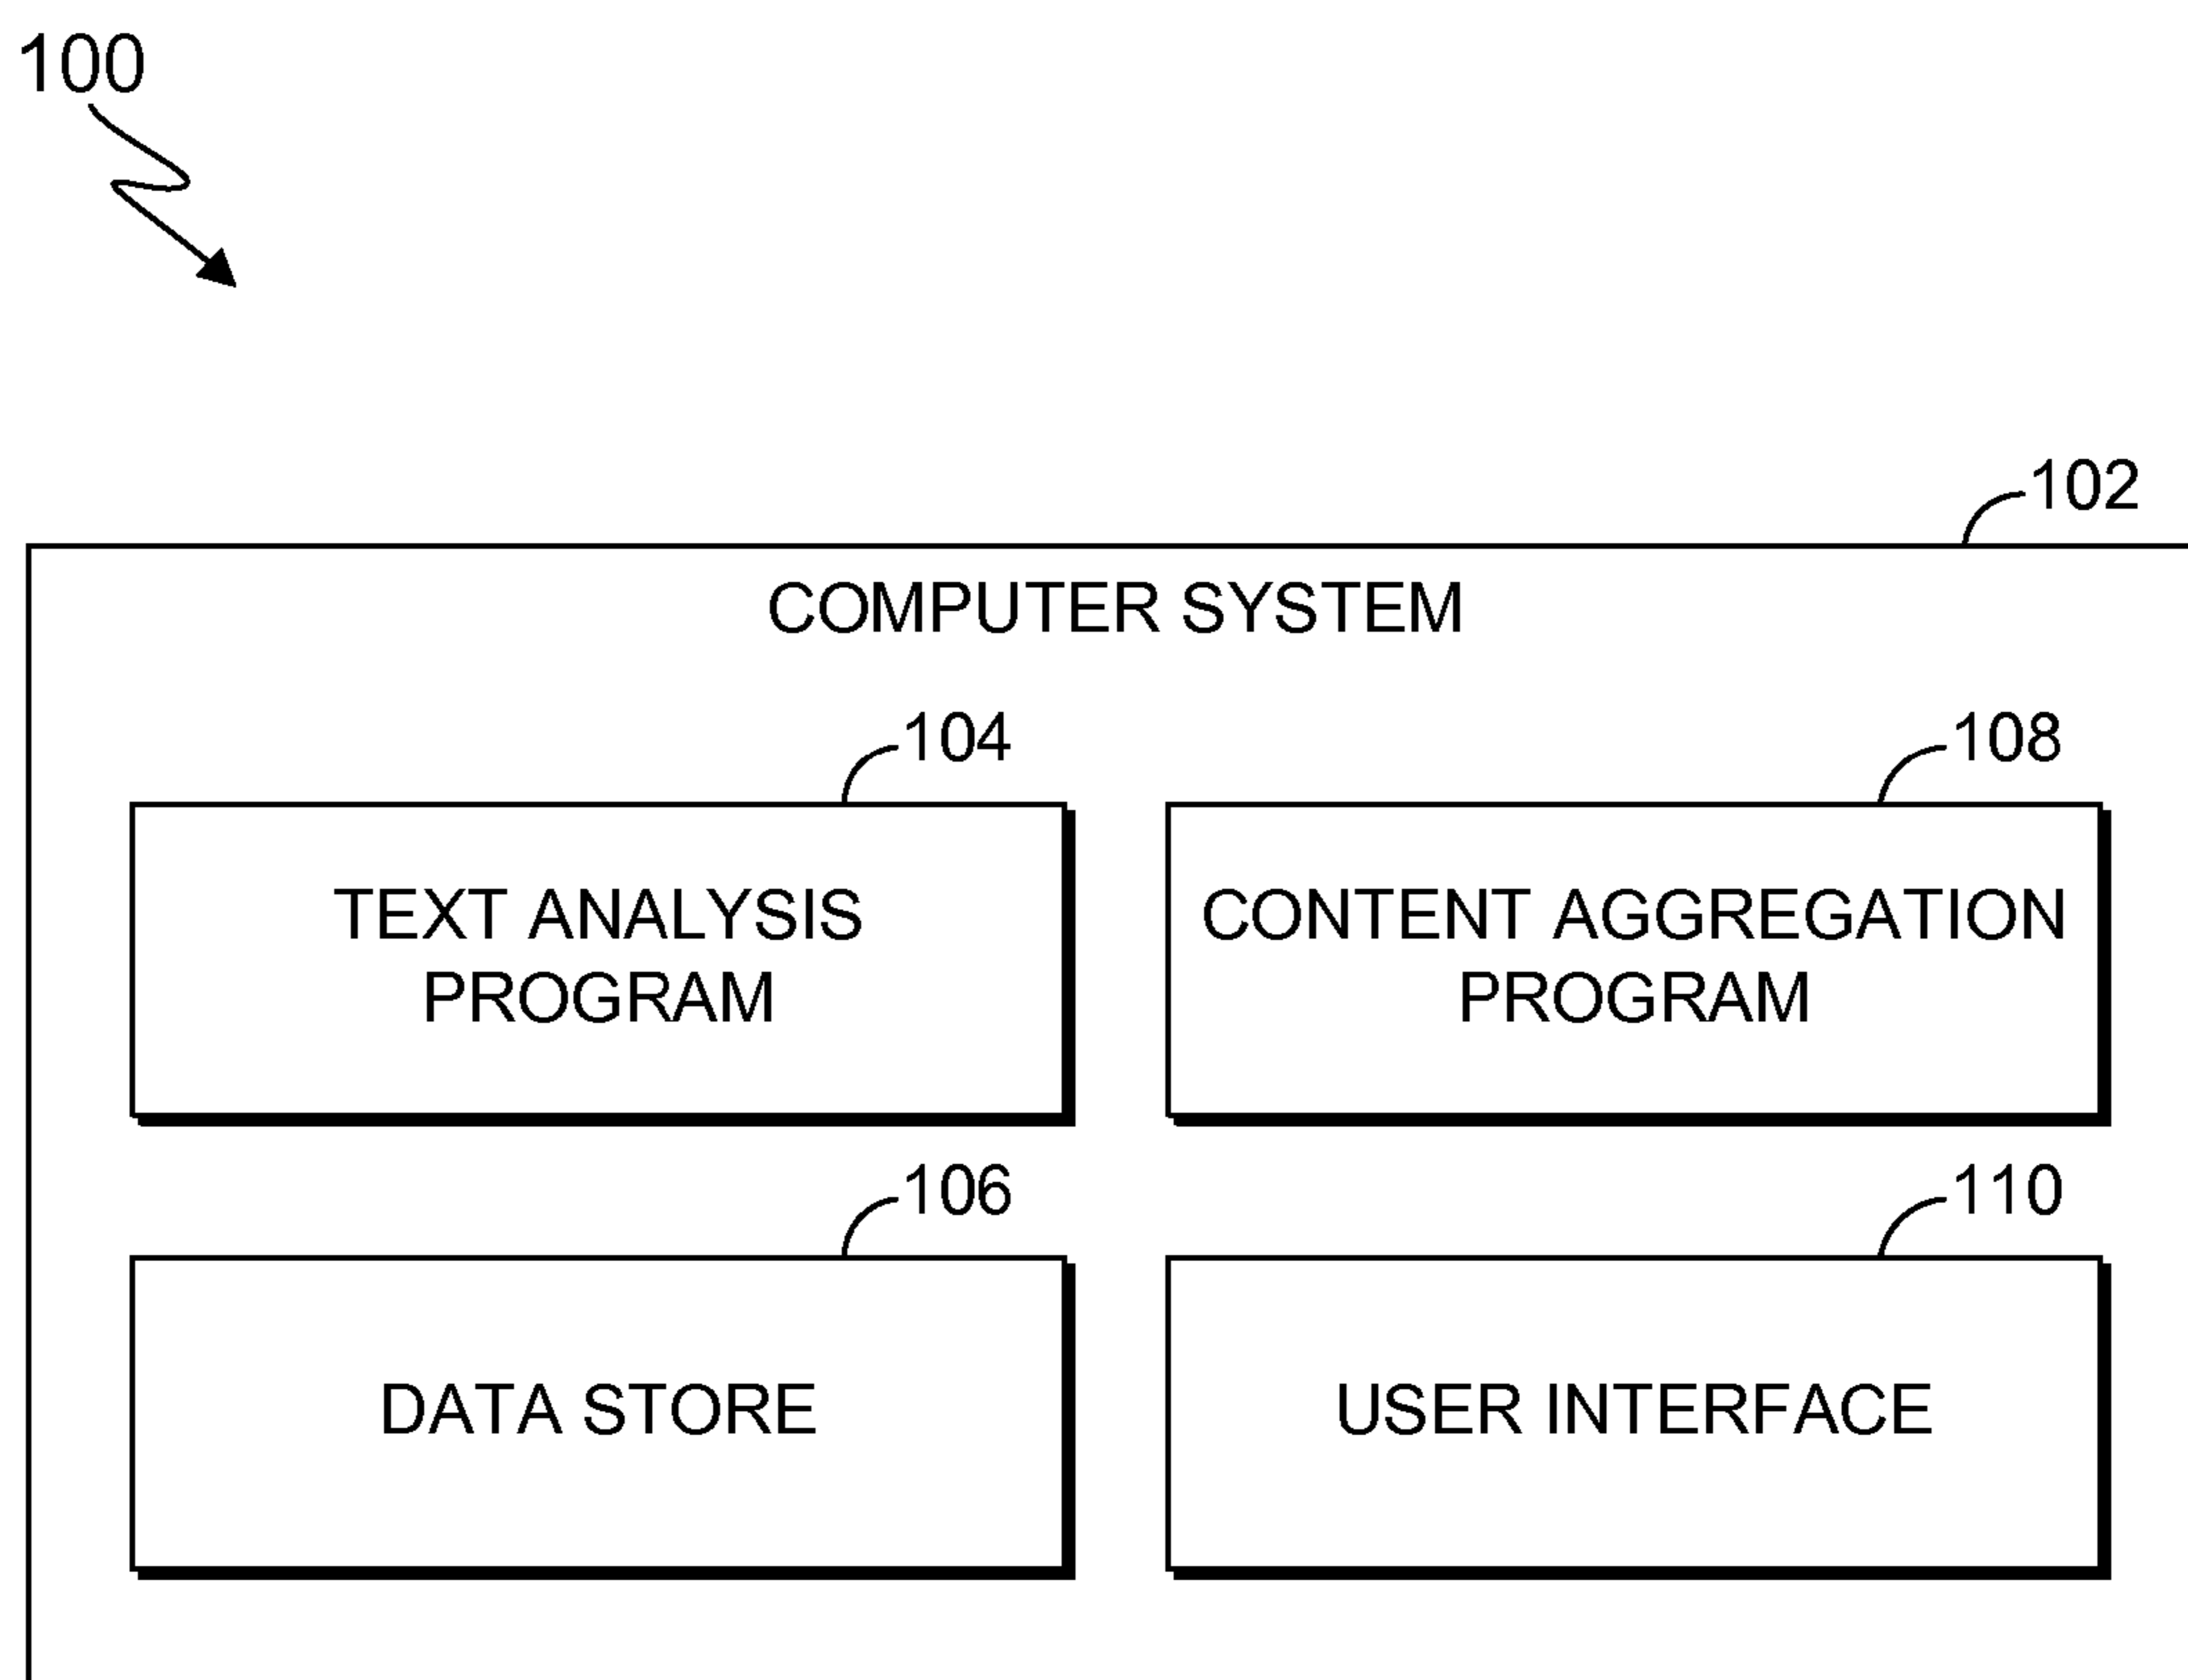 100
102
COMPUTER SYSTEM
104
108
TEXT ANALYSIS
PROGRAM
CONTENT AGGREGATION
PROGRAM
106
110
DATA STORE
USER INTERFACE